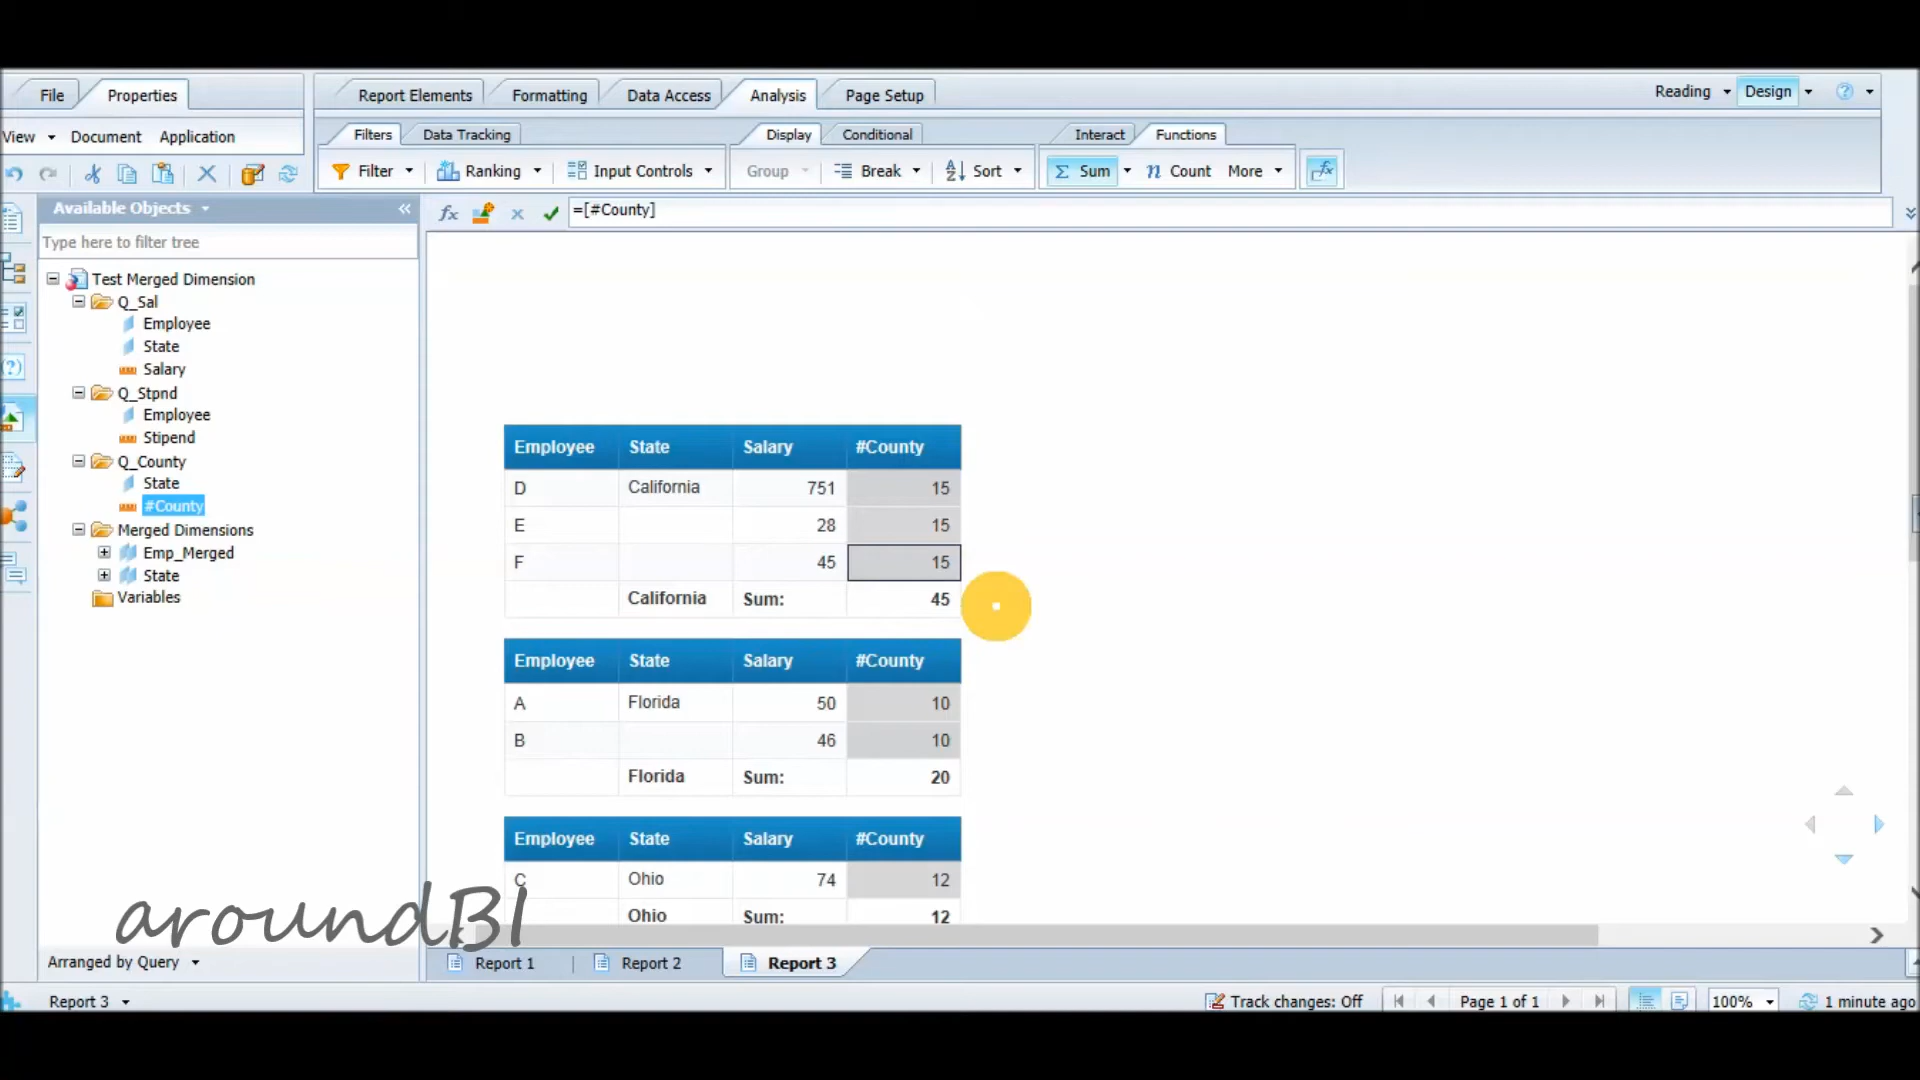 File Properties Report Elements Formatting Data Access Analysis Page Setup Reading Design
View Document Application Filters Data Tracking Display Conditional Interact Functions
Filter Ranking Input Controls Group Break Sort Σ Sum n Count More
Available Objects
=[#County]
Type here to filter tree
Test Merged Dimension
Q_Sal
Employee
State
Salary
Q_Stpnd
Employee
Stipend
Q_County
State
#County
Merged Dimensions
Emp_Merged
State
Variables
Employee State Salary #County
D California 751 15
E 28 15
F 45 15
California Sum: 45
Employee State Salary #County
A Florida 50 10
B 46 10
Florida Sum: 20
Employee State Salary #County
C Ohio 74 12
Ohio Sum: 12
aroundBI
Arranged by Query
Report 1 Report 2 Report 3
Report 3 Track changes: Off Page 1 of 1 100% 1 minute ago